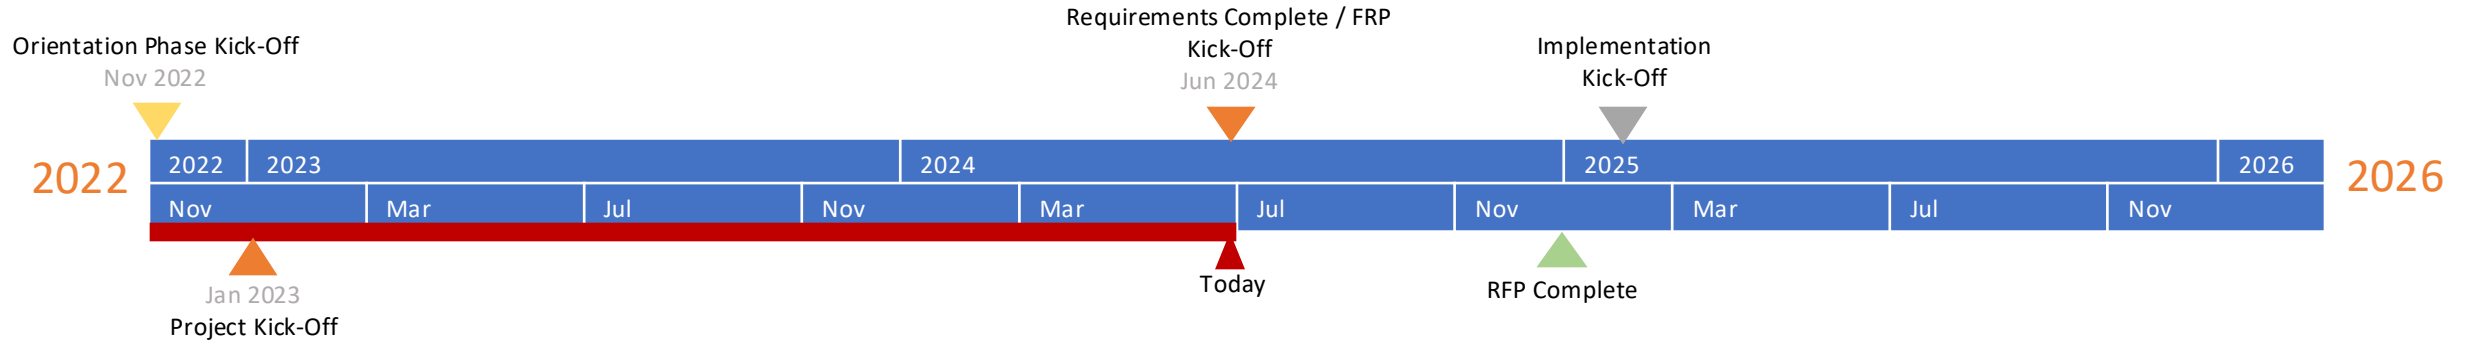 Requirements Complete / FRP
Kick-Off
Jun 2024
Orientation Phase Kick-Off
Nov 2022
Implementation
Kick-Off
2022
2022 2023 2024 2025 2026
2026
Nov Mar Jul Nov Mar Jul Nov Mar Jul Nov
Today
Jan 2023
Project Kick-Off
RFP Complete